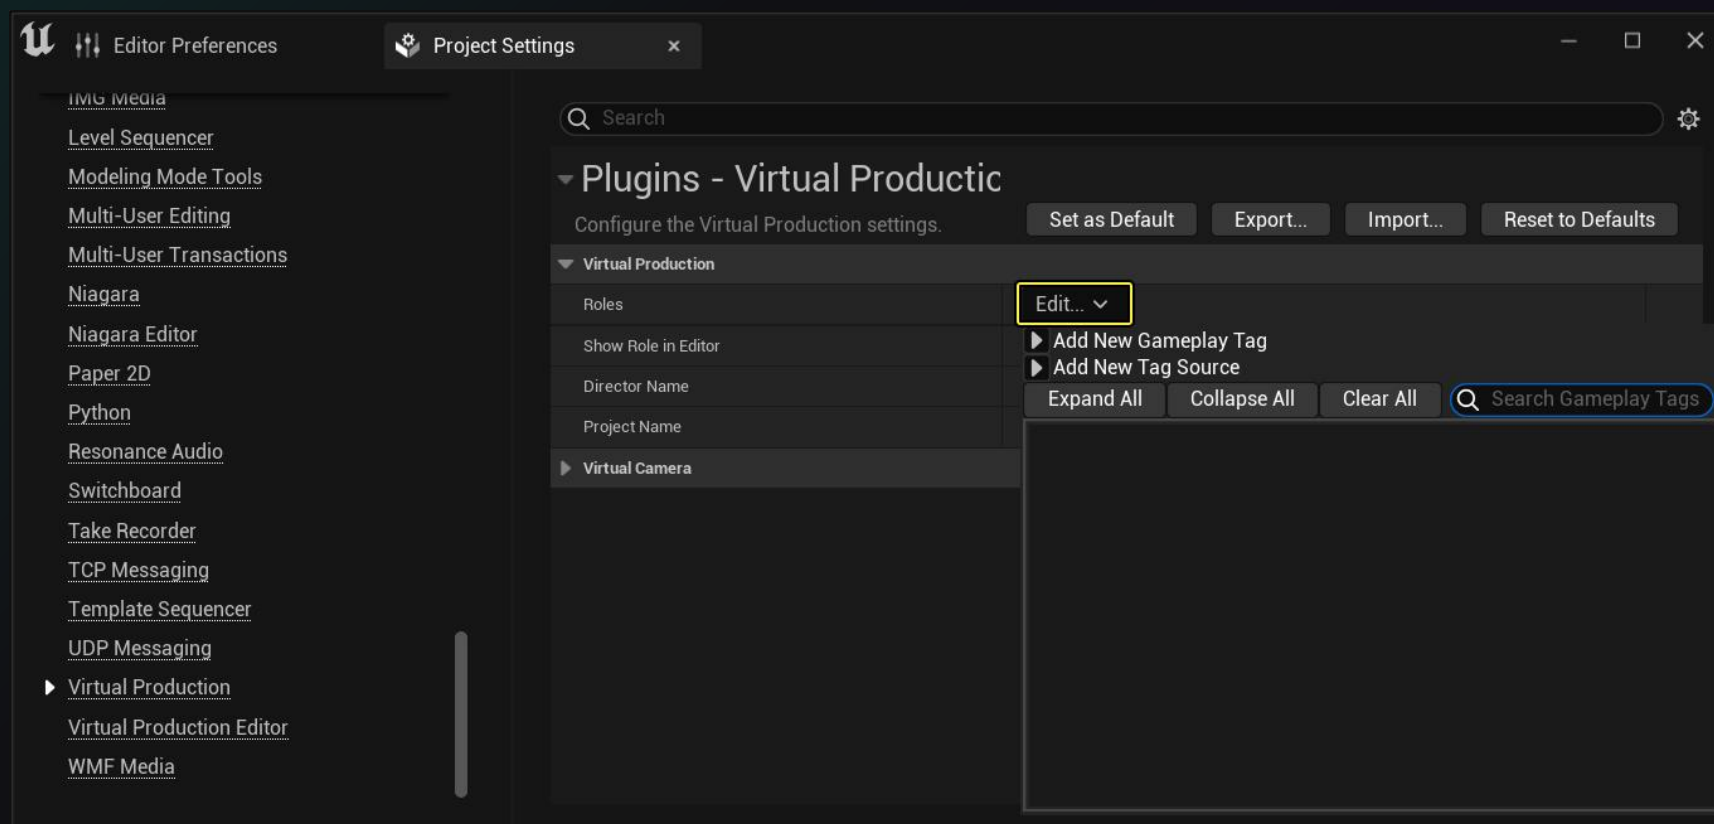 Editor Preferences
Project Settings
IMG Media
Level Sequencer
Modeling Mode Tools
Multi-User Editing
Multi-User Transactions
Niagara
Niagara Editor
Paper 2D
Python
Resonance Audio
Switchboard
Take Recorder
TCP Messaging
Template Sequencer
UDP Messaging
Virtual Production
Virtual Production Editor
WMF Media
Search
Plugins - Virtual Productic
Configure the Virtual Production settings.
Set as Default
Export...
Import...
Reset to Defaults
Virtual Production
Roles
Edit...
Show Role in Editor
Director Name
Project Name
Virtual Camera
Add New Gameplay Tag
Add New Tag Source
Expand All
Collapse All
Clear All
Search Gameplay Tags